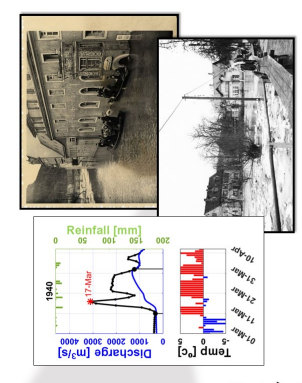 Reinfall [mm]
0
50
100
150
200
1940
17-Mar
4000
3000
2000
1000
0
Discharge [m³/s]
5
0
-5
Temp [ºc]
01-Mar
11-Mar
21-Mar
31-Mar
10-Apr